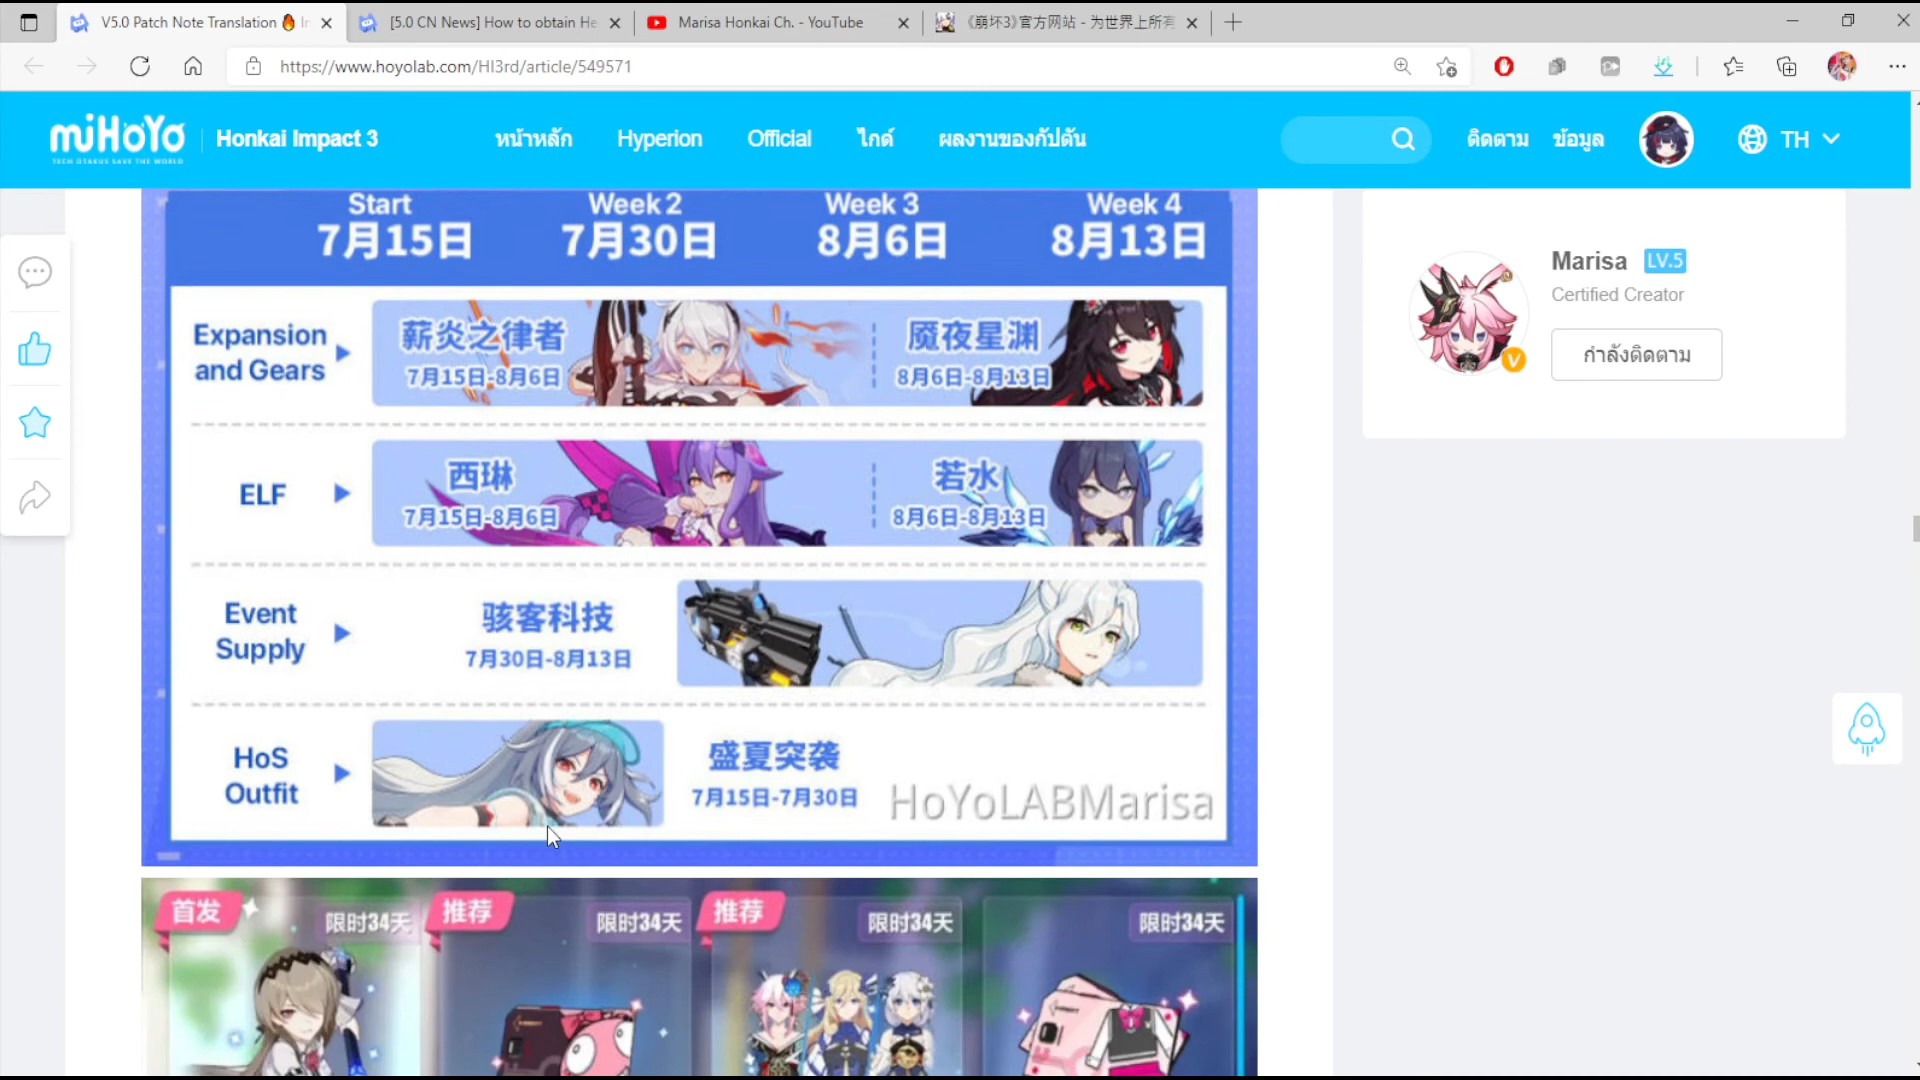 V5.0 Patch Note Translation
[5.0 CN News] How to obtain He
Marisa Honkai Ch. - YouTube
《崩坏3》官方网站 - 为世界上所有
https://www.hoyolab.com/HI3rd/article/549571
miHoYo
TECH OTAKUS SAVE THE WORLD
Honkai Impact 3
หน้าหลัก
Hyperion
Official
ไกด์
ผลงานของกัปตัน
ติดตาม
ข้อมูล
TH
Start
Week 2
Week 3
Week 4
7月15日
7月30日
8月6日
8月13日
Expansion
and Gears
薪炎之律者
7月15日-8月6日
魇夜星渊
8月6日-8月13日
ELF
西琳
7月15日-8月6日
若水
8月6日-8月13日
Event
Supply
骇客科技
7月30日-8月13日
HoS
Outfit
盛夏突袭
7月15日-7月30日
HoYoLABMarisa
首发
限时34天
推荐
限时34天
推荐
限时34天
限时34天
Marisa
LV.5
Certified Creator
กำลังติดตาม